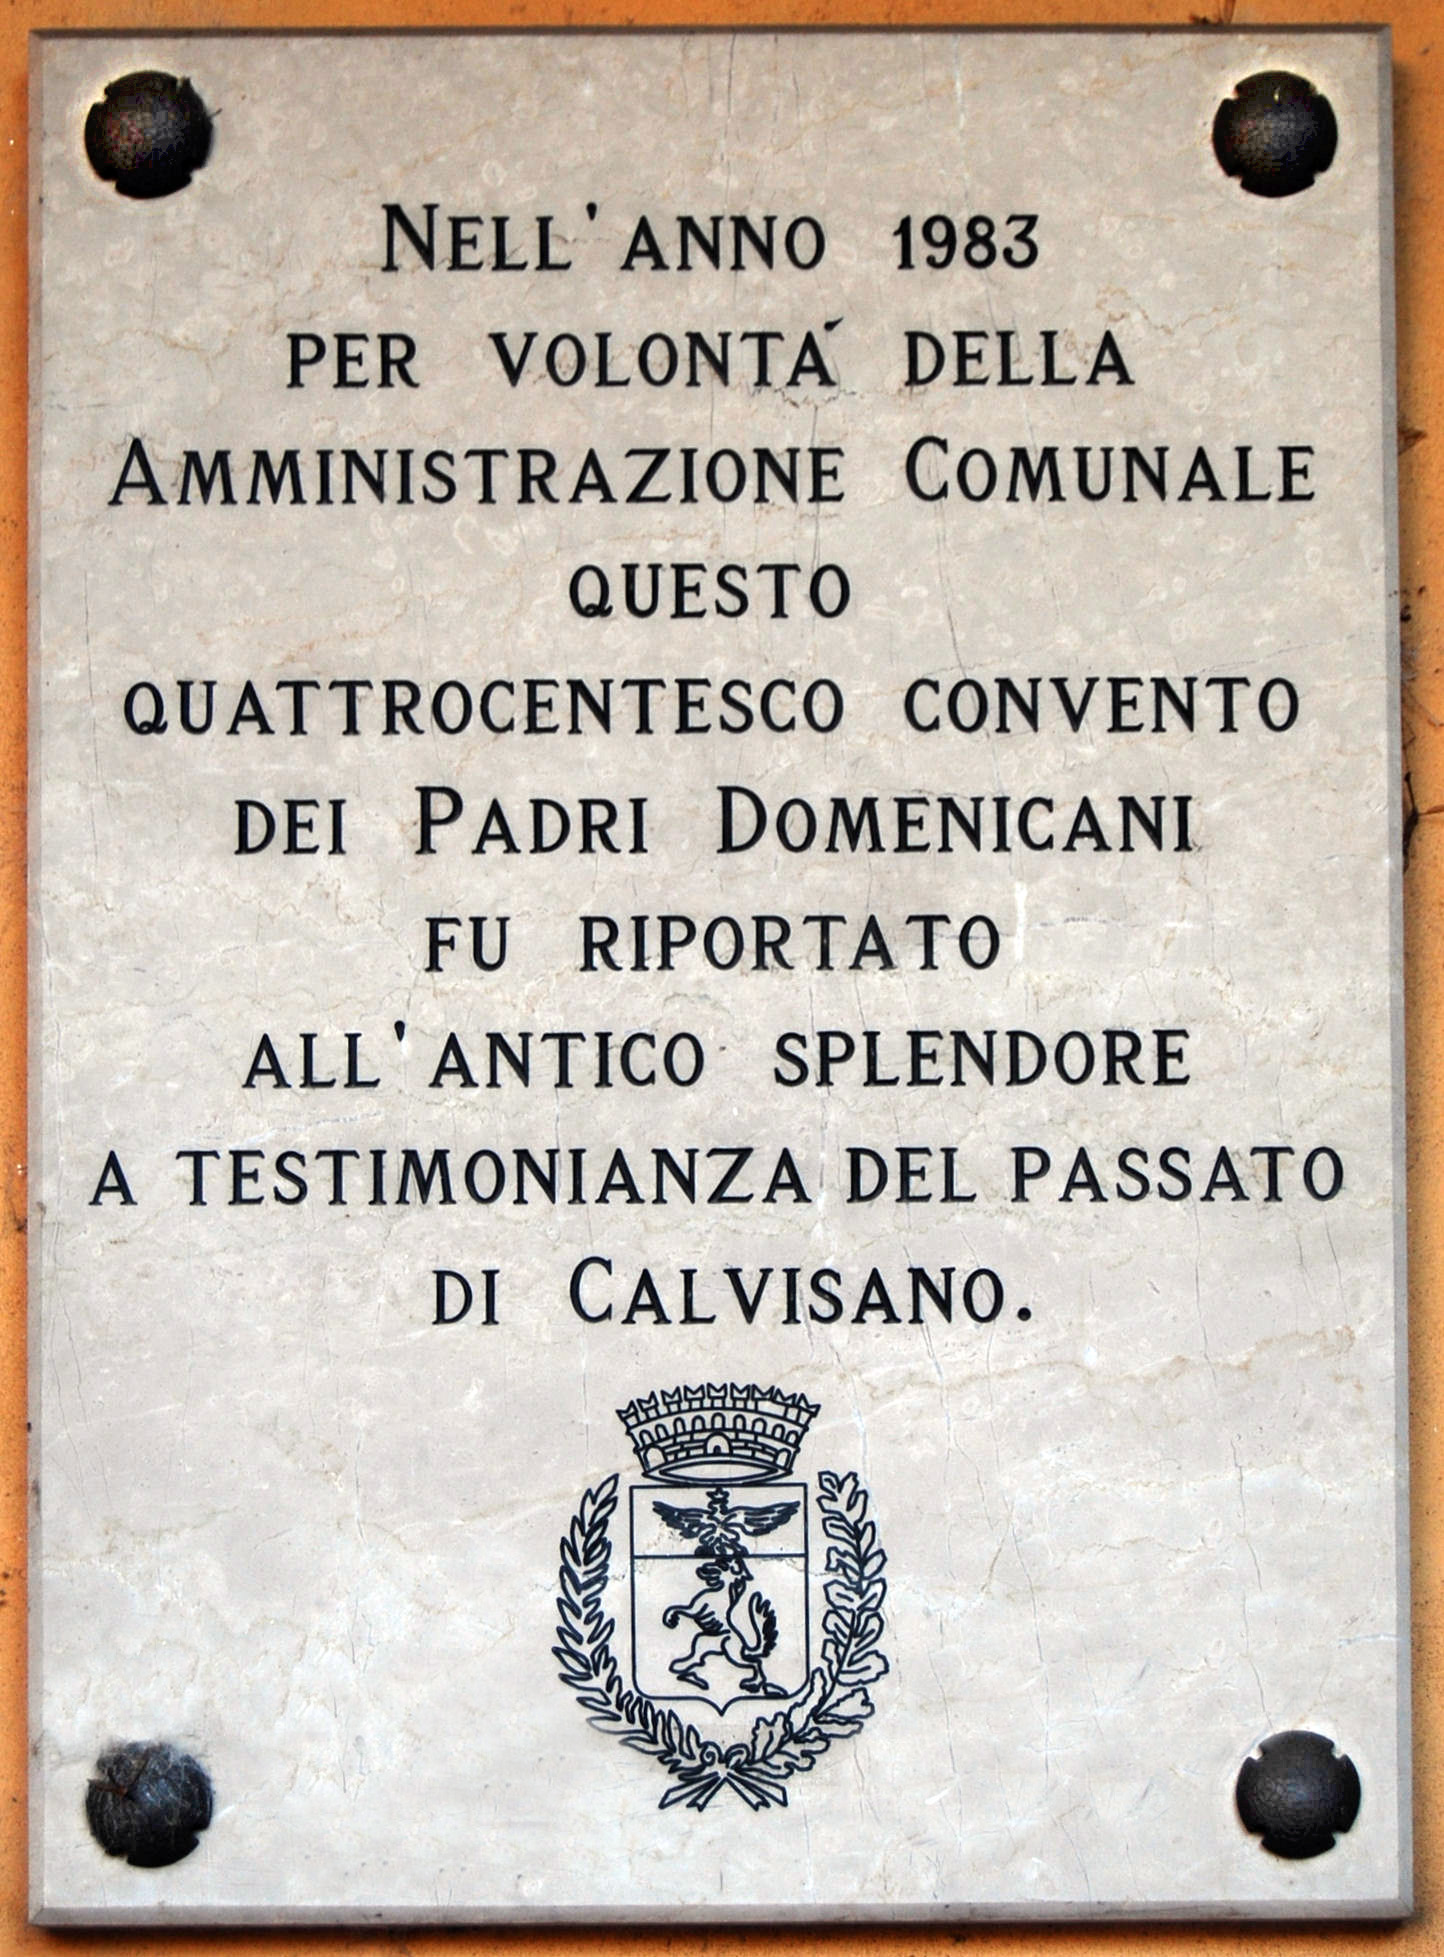 NELL'ANNO 1983
PER VOLONTÁ DELLA
AMMINISTRAZIONE COMUNALE
QUESTO
QUATTROCENTESCO CONVENTO
DEI PADRI DOMENICANI
FU RIPORTATO
ALL'ANTICO SPLENDORE
A TESTIMONIANZA DEL PASSATO
DI CALVISANO.